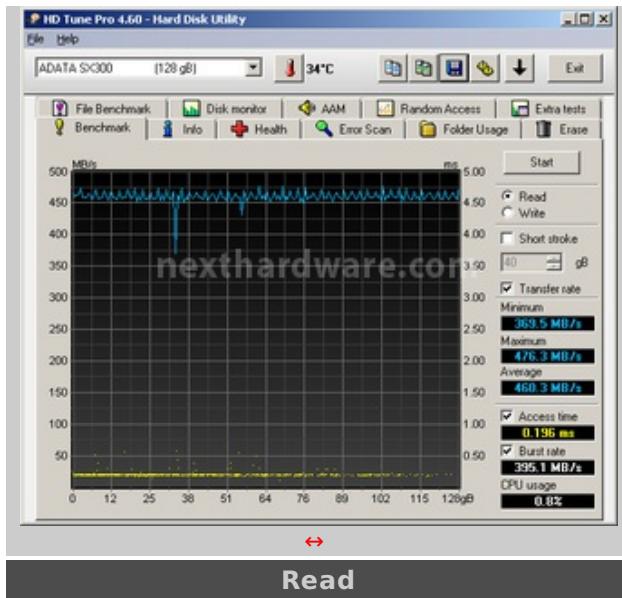 HD Tune Pro 4.60 - Hard Disk Utility
File Help
ADATA SX300 (128 gB) 34°C Exit
File Benchmark Disk monitor AAM Random Access Extra tests
Benchmark Info Health Error Scan Folder Usage Erase
MB/s ms
500 5.00
450 4.50
400 4.00
350 3.50
300 3.00
250 2.50
200 2.00
150 1.50
100 1.00
50 0.50
0 12 25 38 51 64 76 89 102 115 128gB
nexthardware.com
Start
Read
Write
Short stroke
40 gB
Transfer rate
Minimum
369.5 MB/s
Maximum
476.3 MB/s
Average
460.3 MB/s
Access time
0.196 ms
Burst rate
395.1 MB/s
CPU usage
0.8%
Read